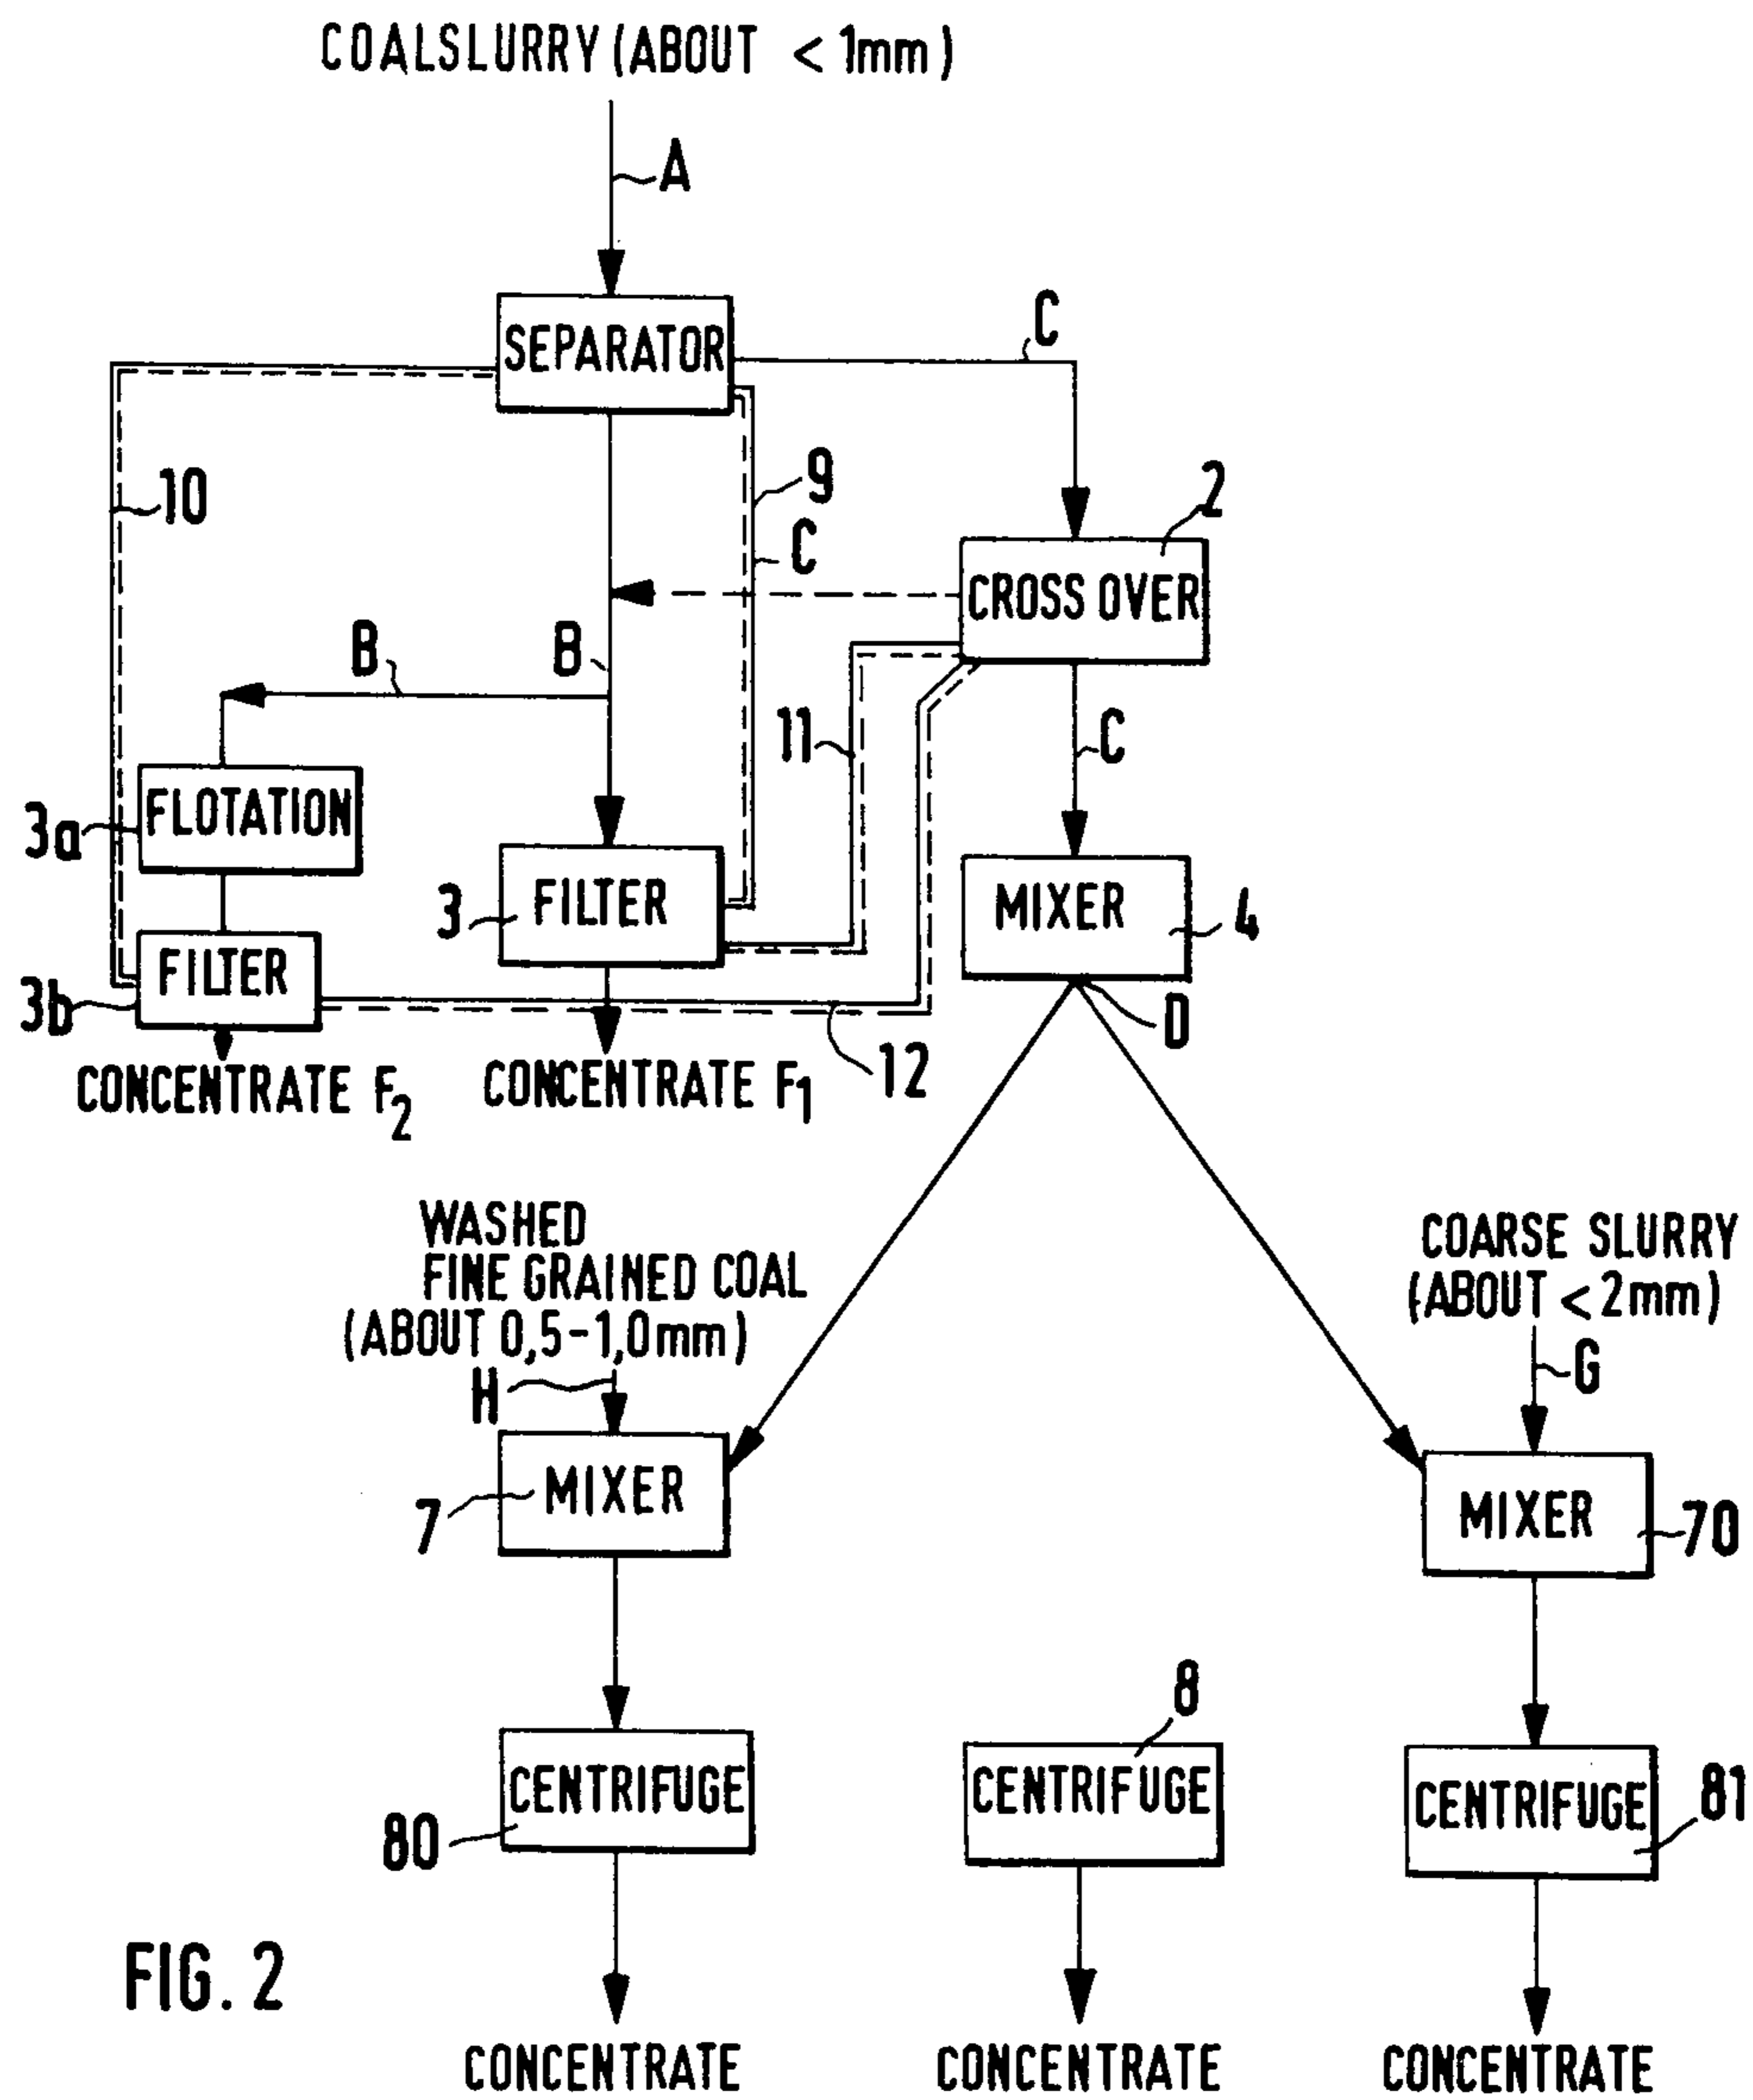 COALSLURRY (ABOUT < 1mm)
A
SEPARATOR
C
10
9
C
2
CROSS OVER
B
B
11
C
3a
FLOTATION
3
FILTER
MIXER
4
3b
FILTER
D
12
CONCENTRATE F2
CONCENTRATE F1
WASHED
FINE GRAINED COAL
(ABOUT 0,5-1,0mm)
H
COARSE SLURRY
(ABOUT < 2mm)
G
7
MIXER
MIXER
70
8
80
CENTRIFUGE
CENTRIFUGE
CENTRIFUGE
81
FIG. 2
CONCENTRATE
CONCENTRATE
CONCENTRATE